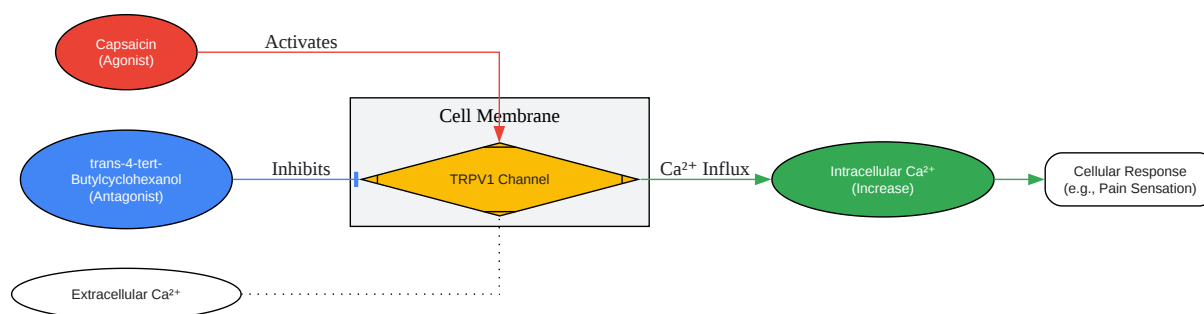 Capsaicin
(Agonist)
Activates
Cell Membrane
trans-4-tert-
Butylcyclohexanol
(Antagonist)
Inhibits
TRPV1 Channel
Ca²⁺ Influx
Intracellular Ca²⁺
(Increase)
Cellular Response
(e.g., Pain Sensation)
Extracellular Ca²⁺